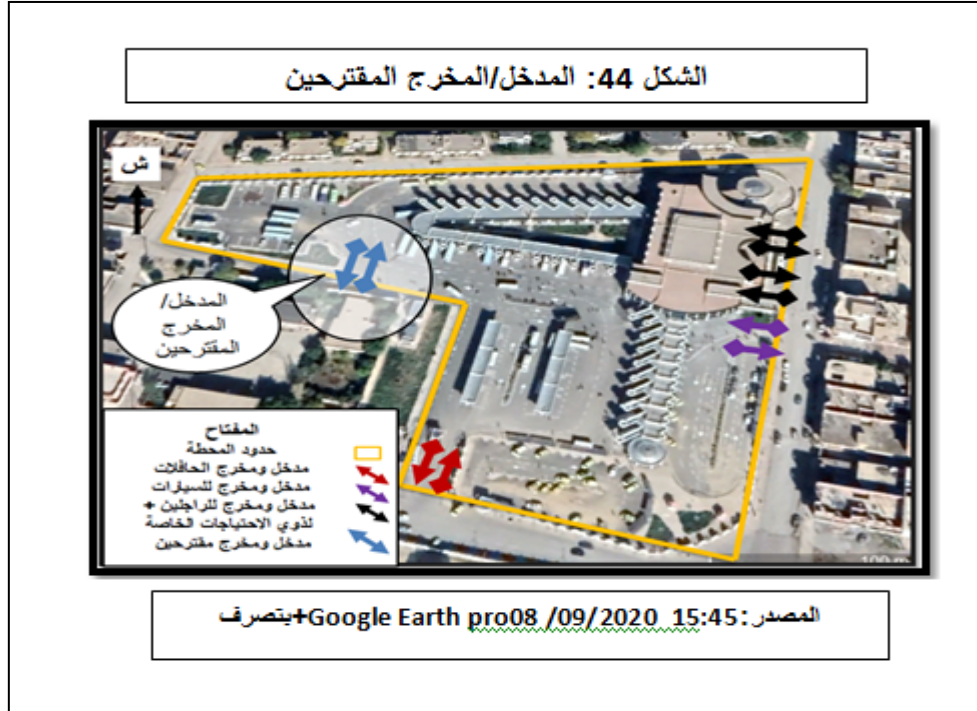 الشكل 44: المدخل/المخرج المقترحين
ش
المدخل/
المخرج
المقترحين
المفتاح
حدود المحطة
مدخل ومخرج الحافلات
مدخل ومخرج للسيارات
مدخل ومخرج للراجلين +
لذوي الاحتياجات الخاصة
مدخل ومخرج مقترحين
100 m
المصدر:Google Earth pro08 /09/2020 15:45+بتصرف